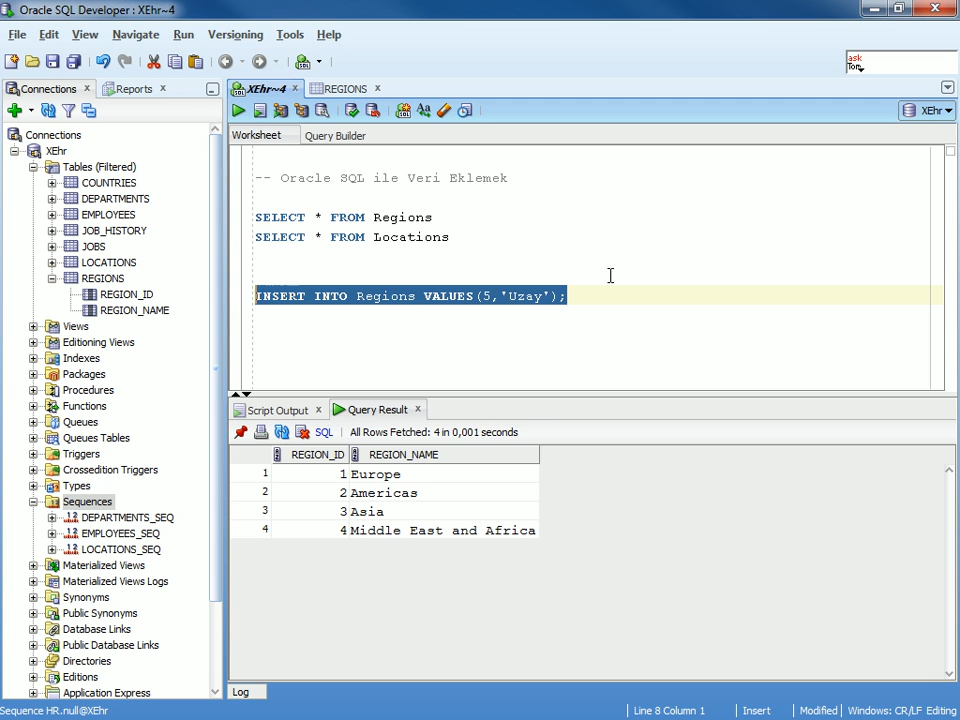 Oracle SQL Developer : XEhr~4
File Edit View Navigate Run Versioning Tools Help
ask
Tom
Connections Reports
XEhr~4 REGIONS
XEhr
Worksheet Query Builder
Connections
XEhr
Tables (Filtered)
COUNTRIES
DEPARTMENTS
EMPLOYEES
JOB_HISTORY
JOBS
LOCATIONS
REGIONS
REGION_ID
REGION_NAME
Views
Editioning Views
Indexes
Packages
Procedures
Functions
Queues
Queues Tables
Triggers
Crossedition Triggers
Types
Sequences
DEPARTMENTS_SEQ
EMPLOYEES_SEQ
LOCATIONS_SEQ
Materialized Views
Materialized Views Logs
Synonyms
Public Synonyms
Database Links
Public Database Links
Directories
Editions
Application Express
-- Oracle SQL ile Veri Eklemek
SELECT * FROM Regions
SELECT * FROM Locations
INSERT INTO Regions VALUES(5,'Uzay');
Script Output Query Result
SQL | All Rows Fetched: 4 in 0,001 seconds
REGION_ID REGION_NAME
1 1 Europe
2 2 Americas
3 3 Asia
4 4 Middle East and Africa
Log
Sequence HR.null@XEhr Line 8 Column 1 Insert Modified Windows: CR/LF Editing